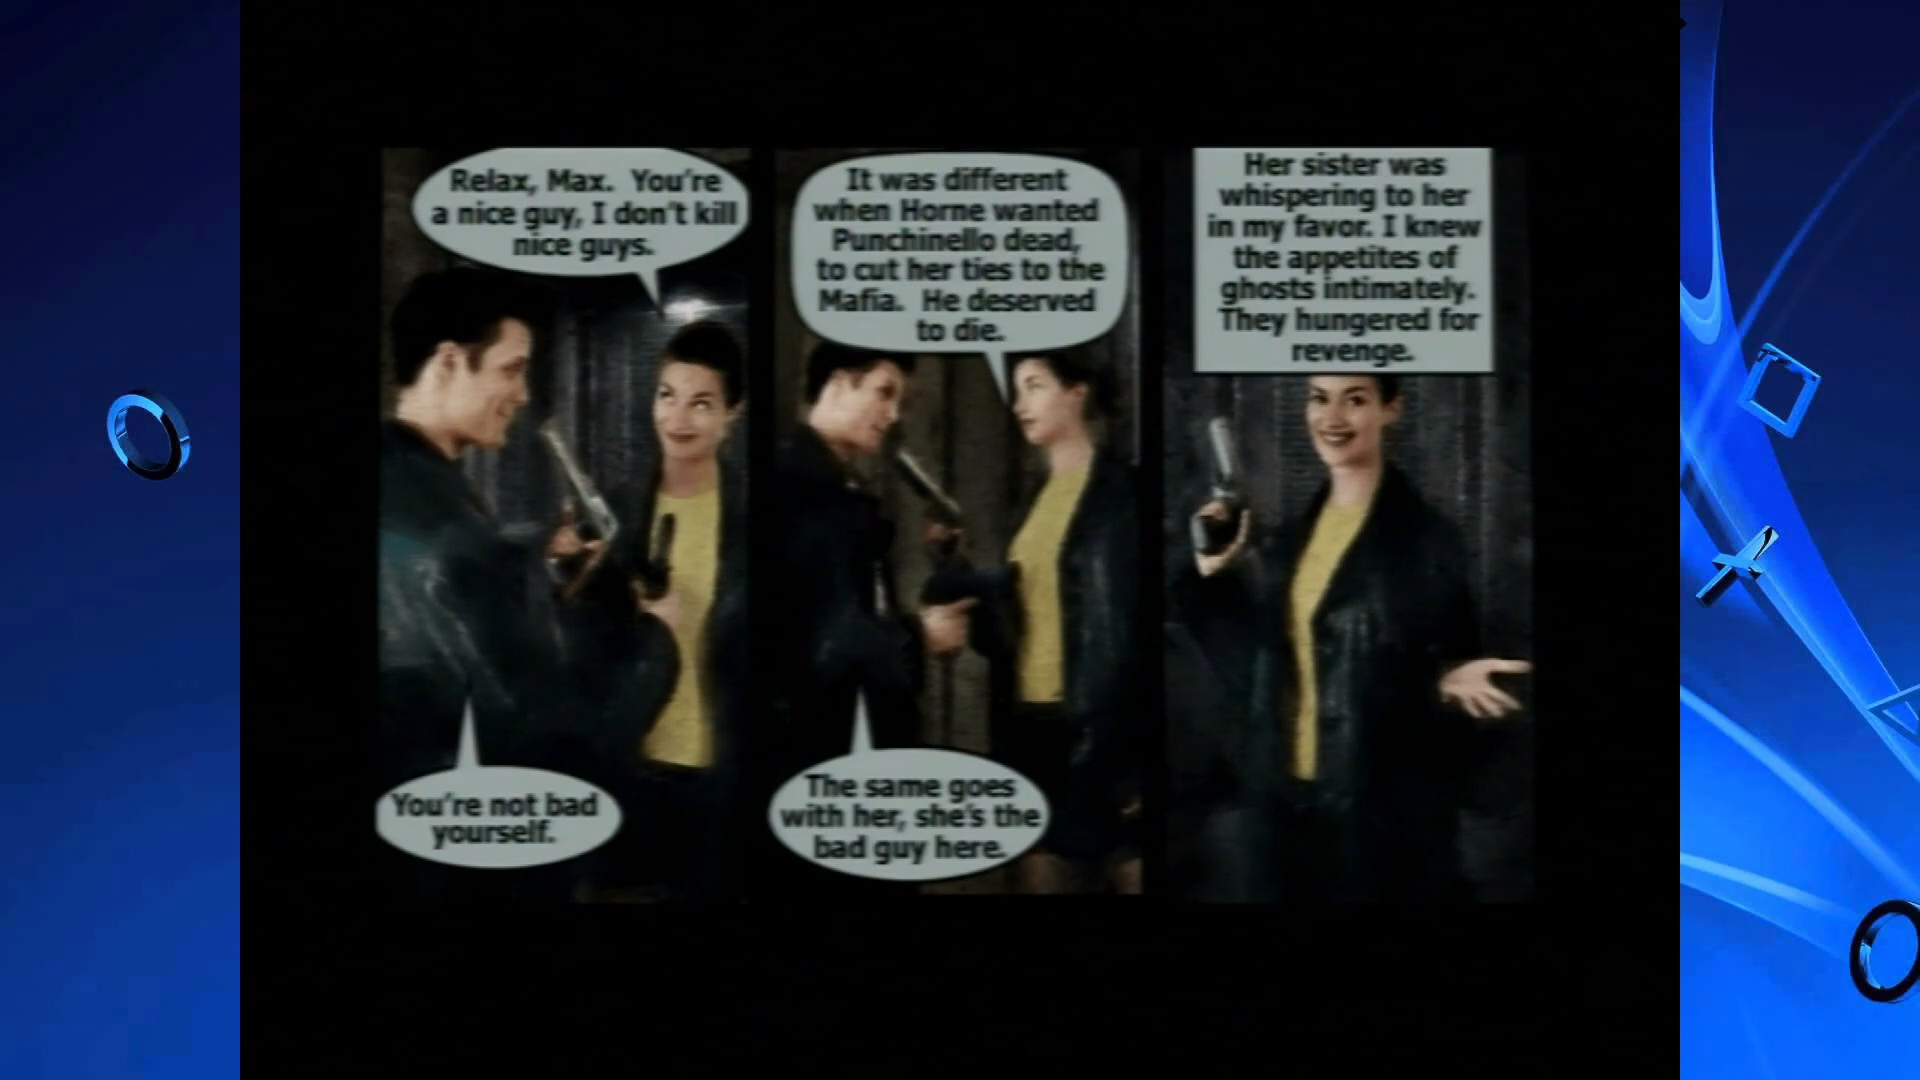 Relax, Max. You're
a nice guy, I don't kill
nice guys.
You're not bad
yourself.
It was different
when Horne wanted
Punchinello dead,
to cut her ties to the
Mafia. He deserved
to die.
The same goes
with her, she's the
bad guy here.
Her sister was
whispering to her
in my favor. I knew
the appetites of
ghosts intimately.
They hungered for
revenge.